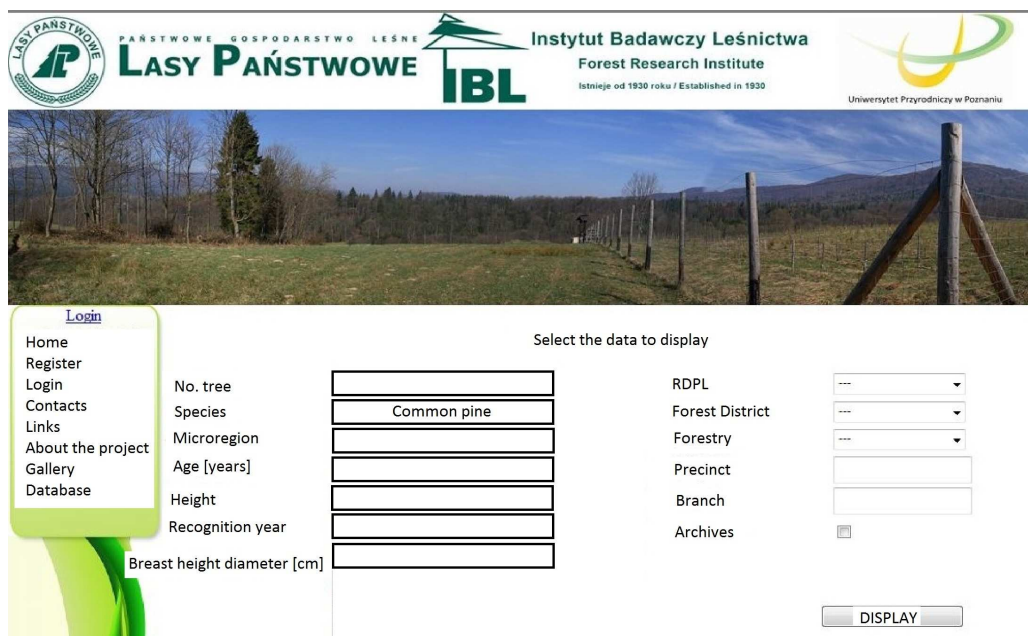 LASY PAŃSTWOWE
PAŃSTWOWE GOSPODARSTWO LEŚNE
LASY PAŃSTWOWE
IBL
Instytut Badawczy Leśnictwa
Forest Research Institute
Istnieje od 1930 roku / Established in 1930
Uniwersytet Przyrodniczy w Poznaniu
Login
Home
Register
Login
Contacts
Links
About the project
Gallery
Database
Select the data to display
No. tree
Species Common pine
Microregion
Age [years]
Height
Recognition year
Breast height diameter [cm]
RDPL ---
Forest District ---
Forestry ---
Precinct
Branch
Archives
DISPLAY